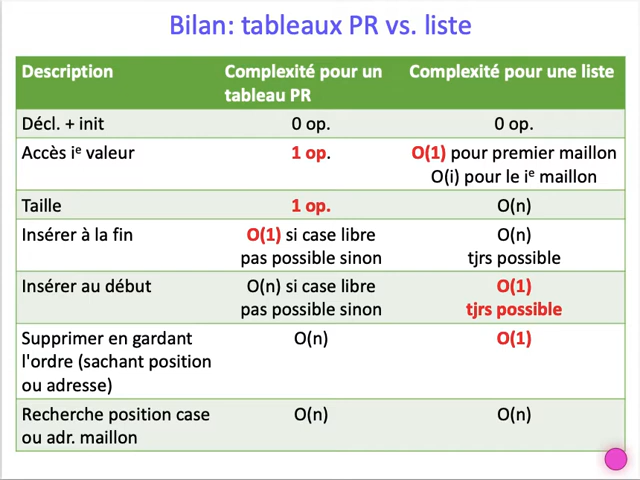 Bilan: tableaux PR vs. liste
Description
Complexité pour un
tableau PR
Complexité pour une liste
Décl. + init
0 op.
0 op.
Accès iᵉ valeur
1 op.
O(1) pour premier maillon
O(i) pour le iᵉ maillon
Taille
1 op.
O(n)
Insérer à la fin
O(1) si case libre
pas possible sinon
O(n)
tjrs possible
Insérer au début
O(n) si case libre
pas possible sinon
O(1)
tjrs possible
Supprimer en gardant
l'ordre (sachant position
ou adresse)
O(n)
O(1)
Recherche position case
ou adr. maillon
O(n)
O(n)